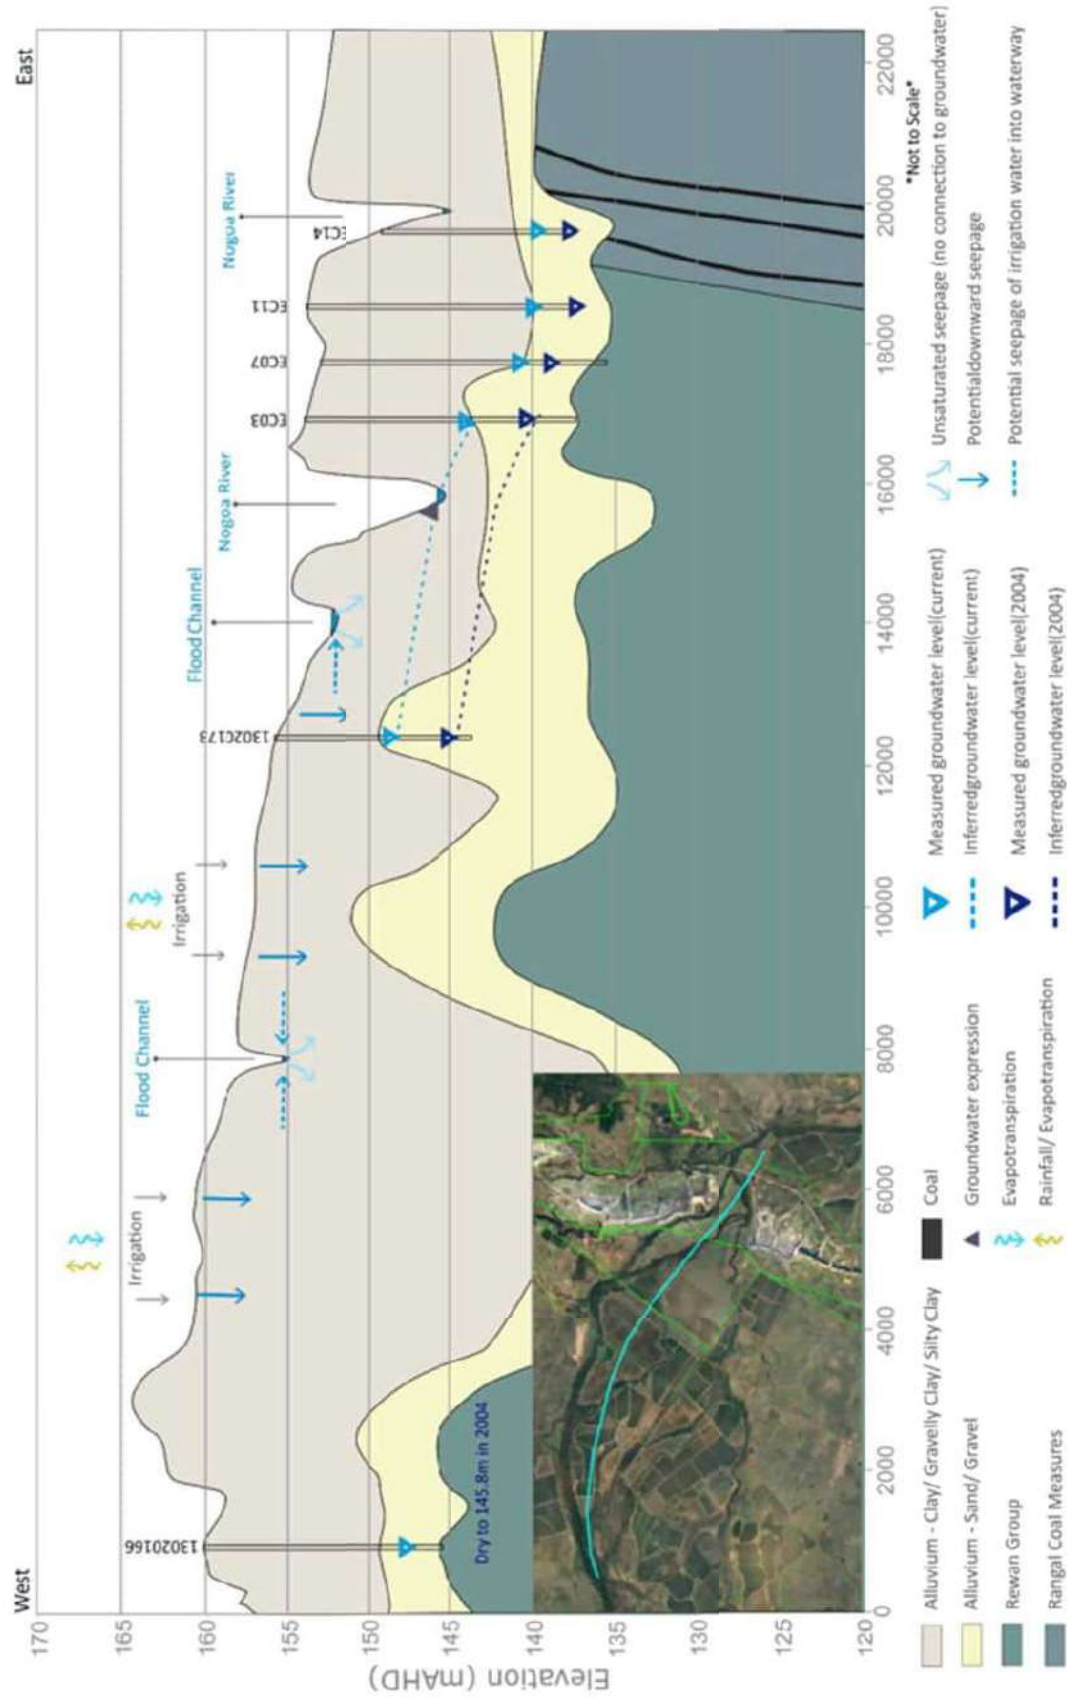 West
East
170
165
160
155
150
145
140
135
130
125
120
Elevation (mAHD)
0
2000
4000
6000
8000
10000
12000
14000
16000
18000
20000
22000
13020166
Irrigation
Flood Channel
Irrigation
1302C173
Flood Channel
Nogoa River
EC03
EC07
EC11
EC14
Nugoa River
Dry to 145.8m in 2004
*Not to Scale*
Alluvium - Clay/ Gravelly Clay/ Silty Clay
Alluvium - Sand/ Gravel
Rewan Group
Rangal Coal Measures
Coal
Groundwater expression
Evapotranspiration
Rainfall/ Evapotranspiration
Measured groundwater level(current)
Inferredgroundwater level(current)
Measured groundwater level(2004)
Inferredgroundwater level(2004)
Unsaturated seepage (no connection to groundwater)
Potentialdownward seepage
Potential seepage of irrigation water into waterway